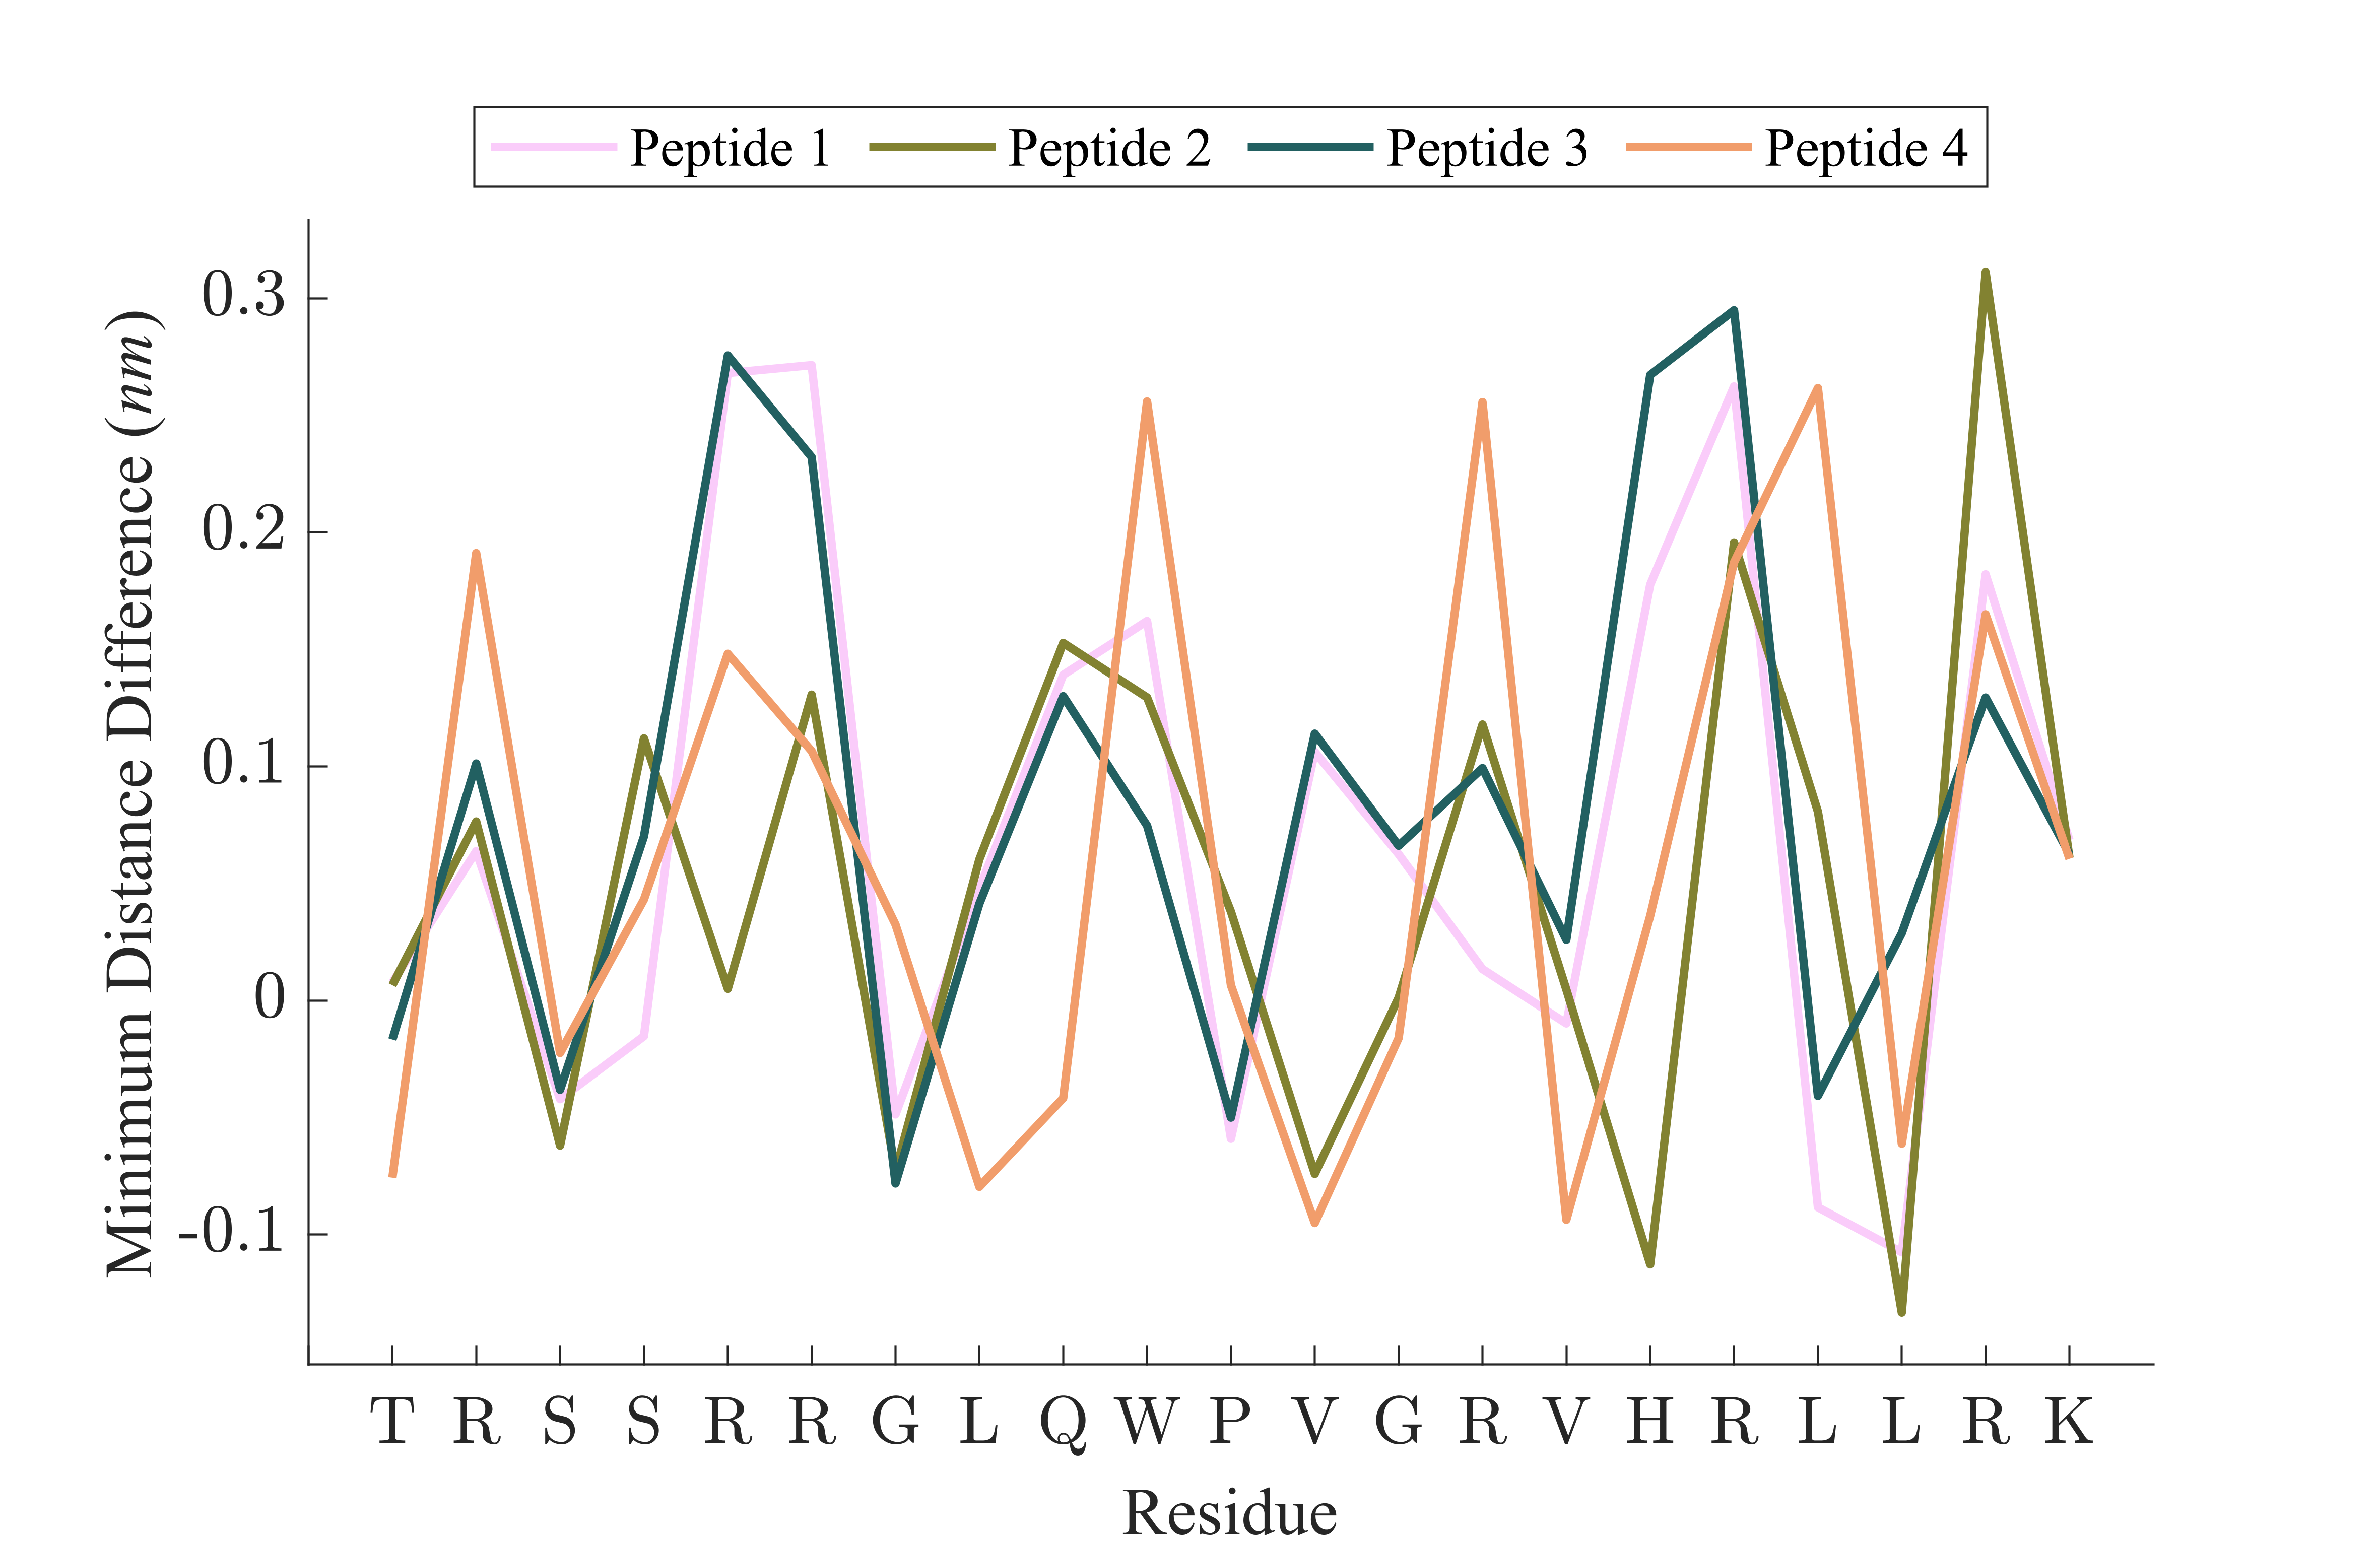 Peptide 1 Peptide 2 Peptide 3 Peptide 4
Minimum Distance Difference (nm)
0.3
0.2
0.1
0
-0.1
T R S S R R G L Q W P V G R V H R L L R K
Residue